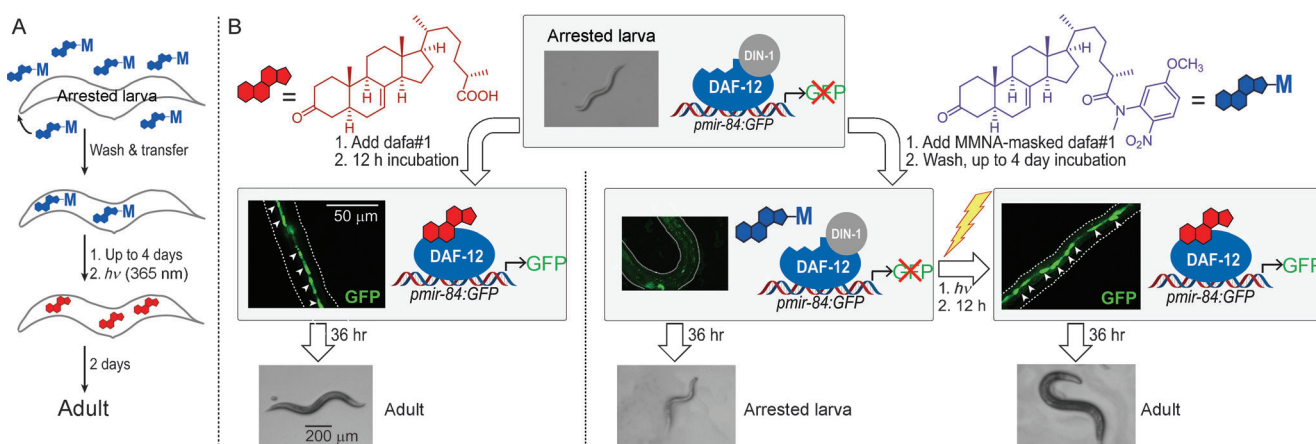 A
M
M
M
M
Arrested larva
M
M
Wash & transfer
M
M
1. Up to 4 days
2. hν (365 nm)
2 days
Adult
B
=
O
H
H
H
H
COOH
1. Add dafa#1
2. 12 h incubation
Arrested larva
DIN-1
DAF-12
GFP
pmir-84:GFP
O
H
H
H
H
O
N
O₂N
OCH₃
=
M
1. Add MMNA-masked dafa#1
2. Wash, up to 4 day incubation
50 μm
GFP
DAF-12
GFP
pmir-84:GFP
36 hr
200 μm
Adult
M
DIN-1
DAF-12
GFP
pmir-84:GFP
1. hν
2. 12 h
36 hr
Arrested larva
GFP
DAF-12
GFP
pmir-84:GFP
36 hr
Adult